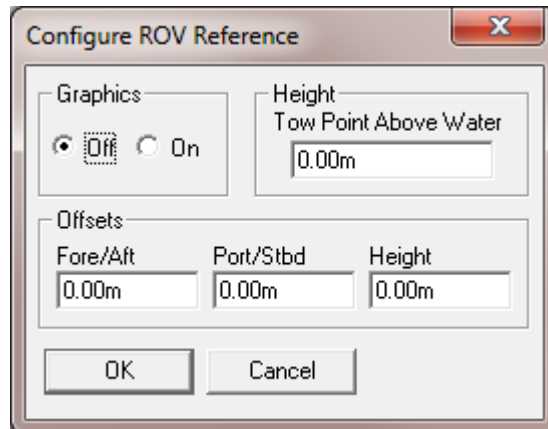 Configure ROV Reference
Graphics
Off On
Height
Tow Point Above Water
0.00m
Offsets
Fore/Aft Port/Stbd Height
0.00m 0.00m 0.00m
OK Cancel